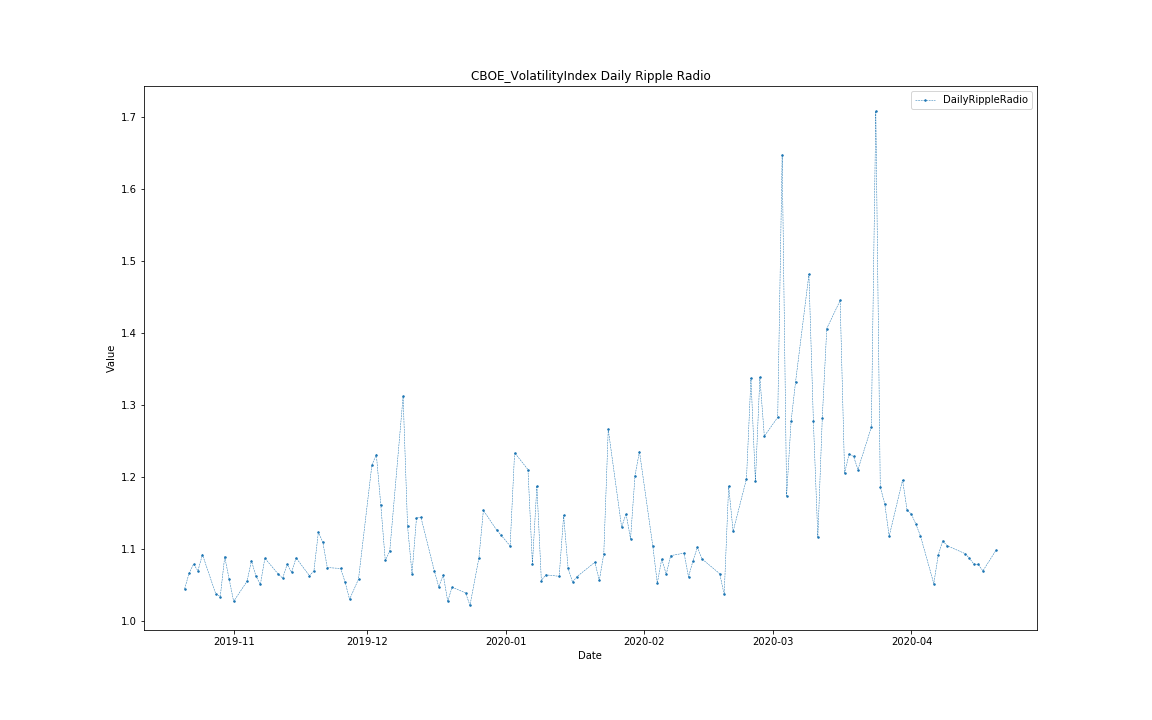 CBOE_VolatilityIndex Daily Ripple Radio
DailyRippleRadio
1.7
1.6
1.5
1.4
1.3
1.2
1.1
1.0
Value
2019-11 2019-12 2020-01 2020-02 2020-03 2020-04
Date